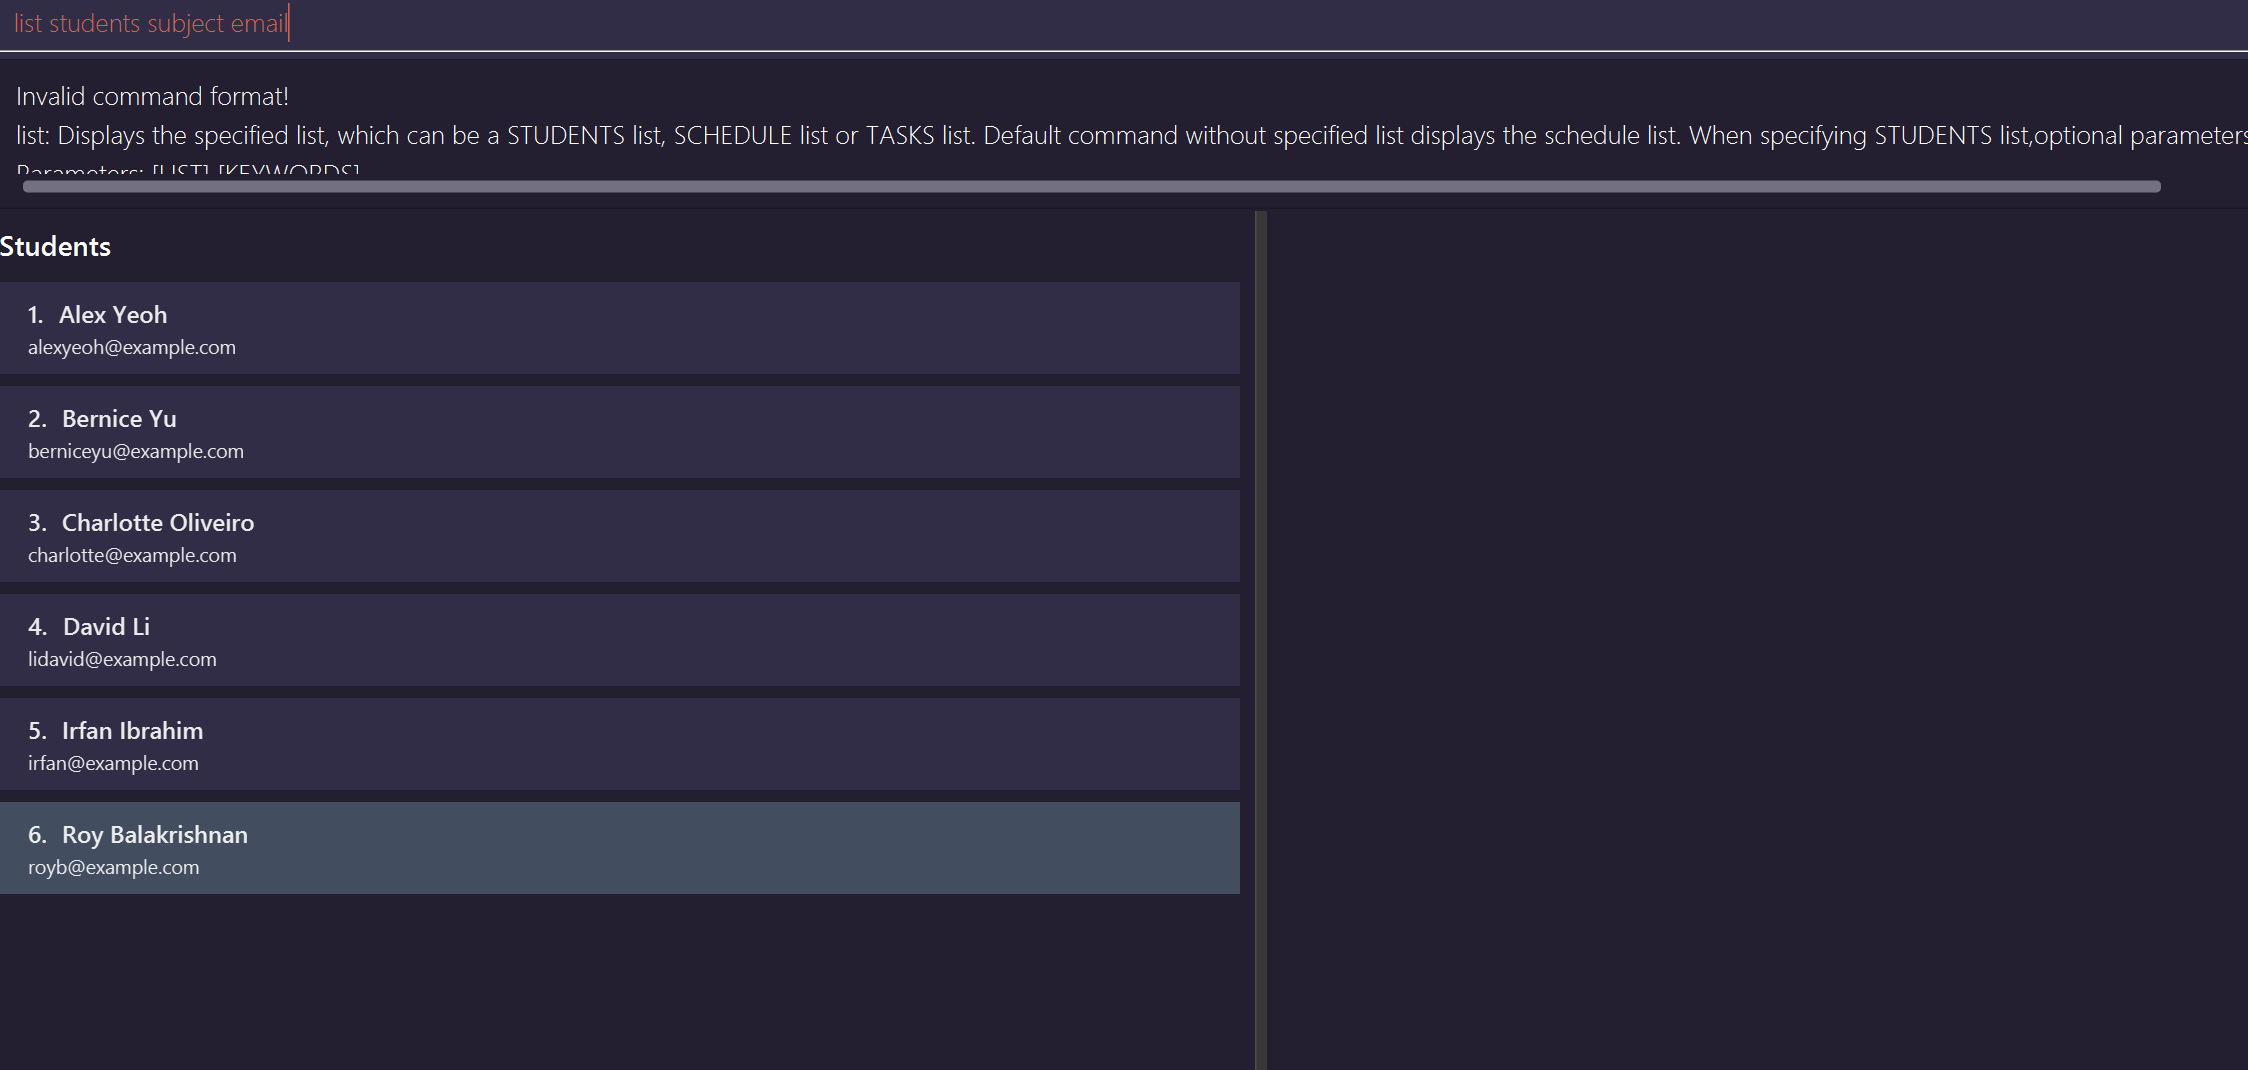 list students subject email
Invalid command format!
list: Displays the specified list, which can be a STUDENTS list, SCHEDULE list or TASKS list. Default command without specified list displays the schedule list. When specifying STUDENTS list,optional parameters
Parameters: [LIST] [KEYWORDS]
Students
1. Alex Yeoh
alexyeoh@example.com
2. Bernice Yu
berniceyu@example.com
3. Charlotte Oliveiro
charlotte@example.com
4. David Li
lidavid@example.com
5. Irfan Ibrahim
irfan@example.com
6. Roy Balakrishnan
royb@example.com